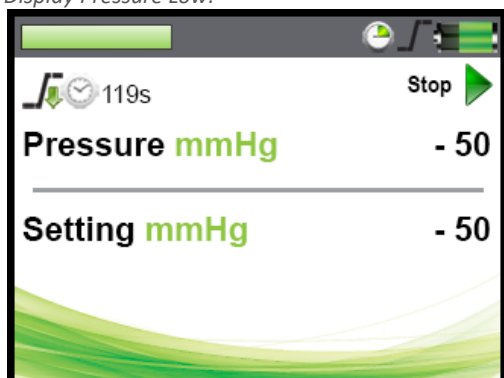 Display Pressure Low:
119s
Stop
Pressure mmHg - 50
Setting mmHg - 50